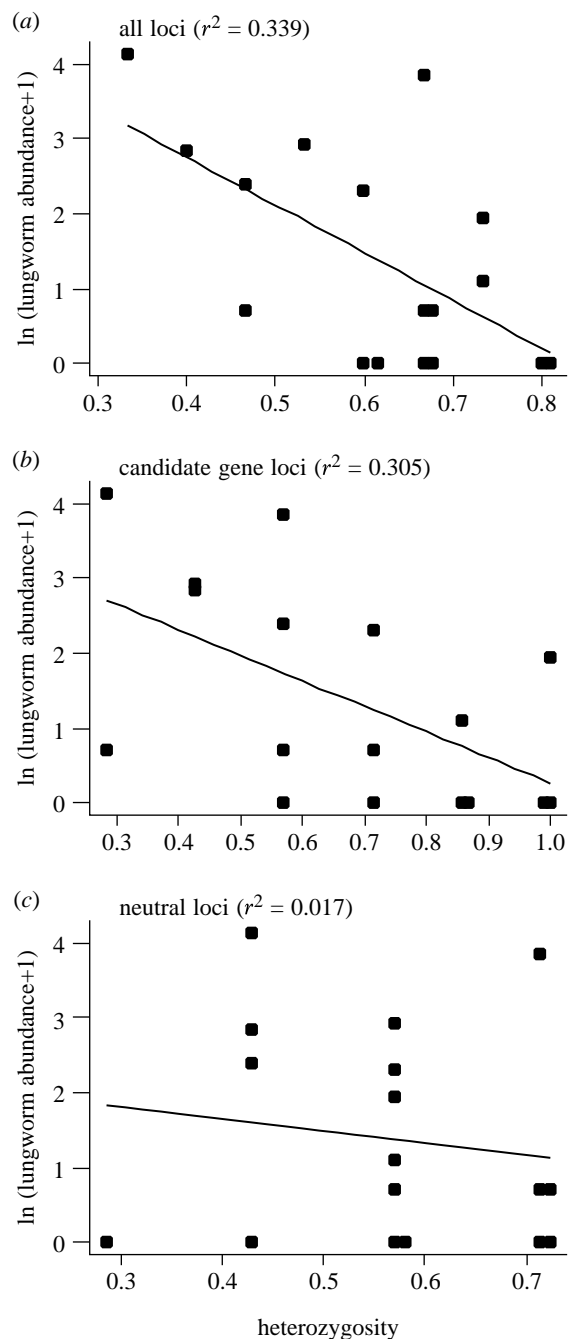 (a) all loci (r² = 0.339)
4
3
2
1
0
ln (lungworm abundance+1)
0.3 0.4 0.5 0.6 0.7 0.8
(b) candidate gene loci (r² = 0.305)
4
3
2
1
0
ln (lungworm abundance+1)
0.3 0.4 0.5 0.6 0.7 0.8 0.9 1.0
(c) neutral loci (r² = 0.017)
4
3
2
1
0
ln (lungworm abundance+1)
0.3 0.4 0.5 0.6 0.7
heterozygosity